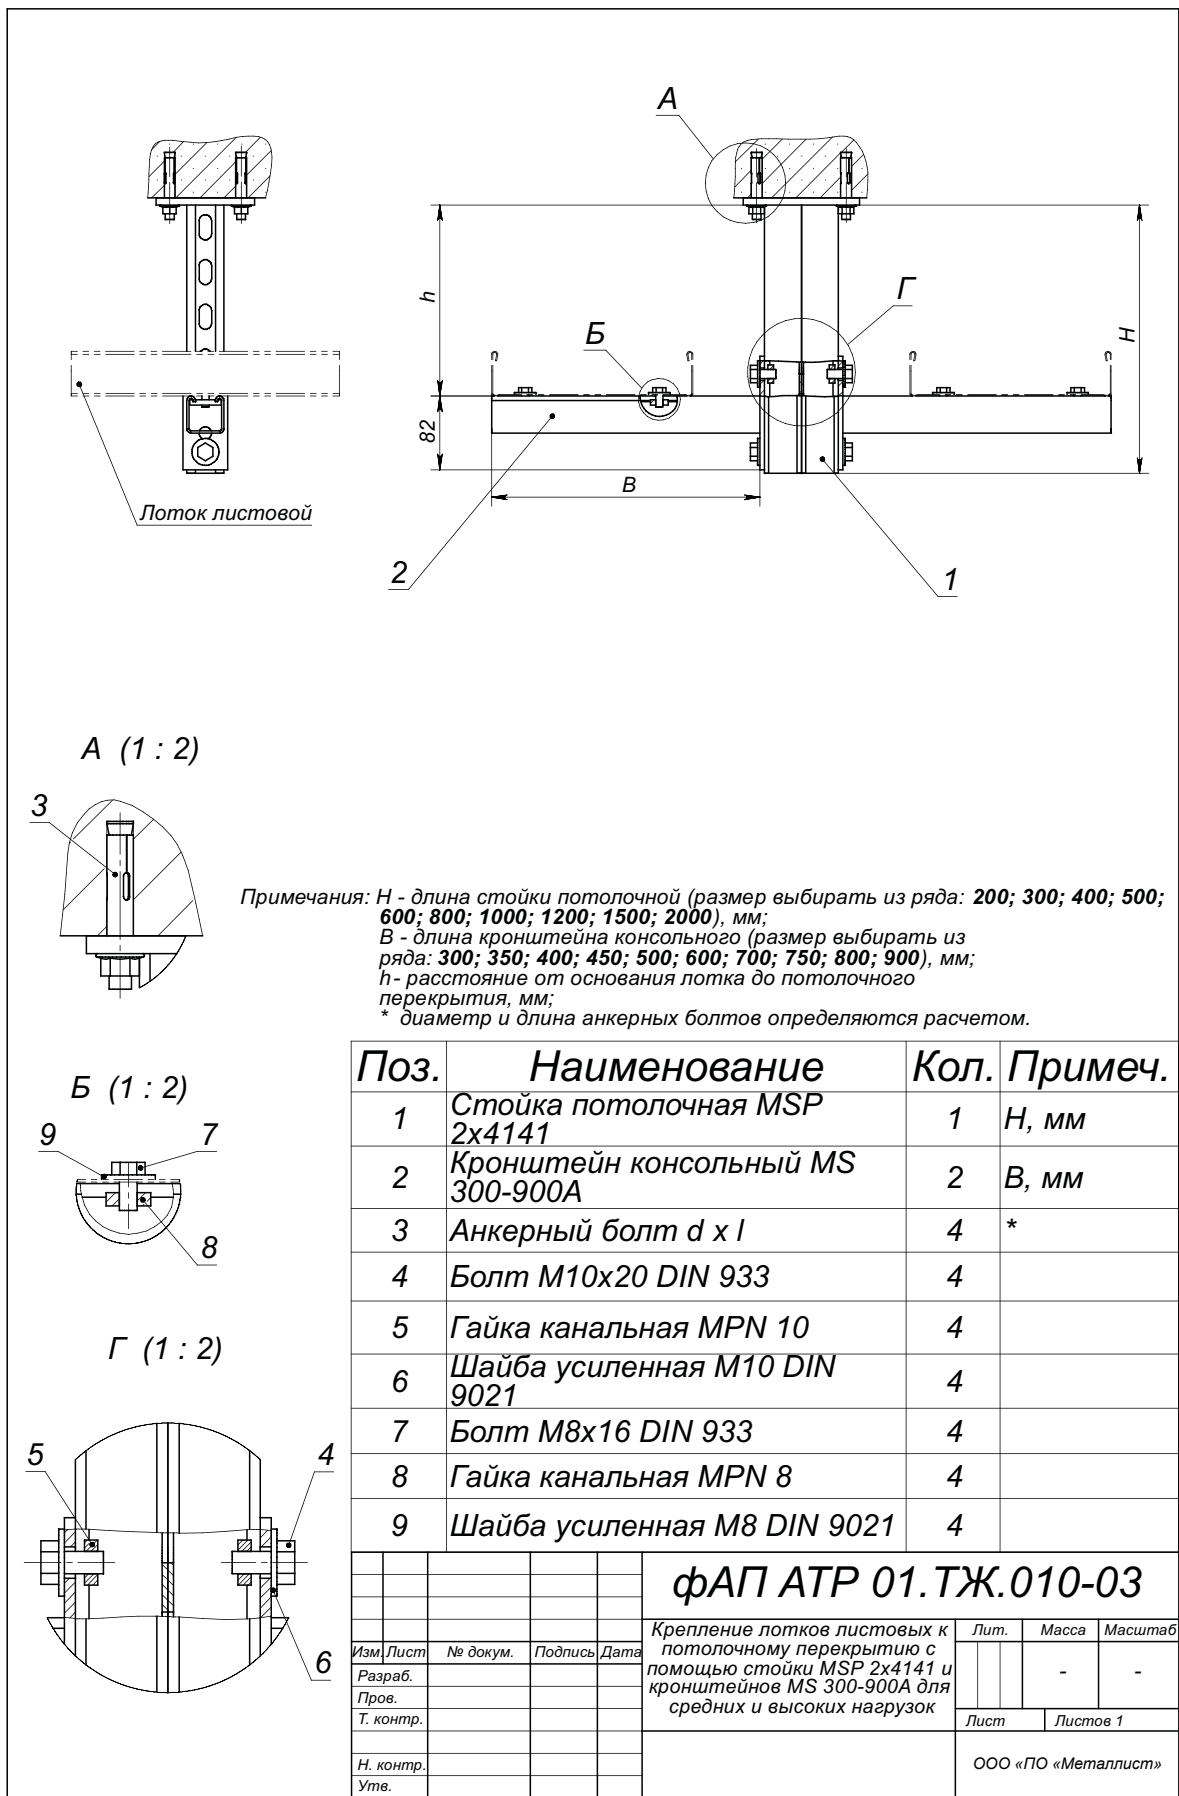 А
h
H
Г
Б
82
В
Лоток листовой
2
1
А (1 : 2)
3
Примечания: Н - длина стойки потолочной (размер выбирать из ряда: 200; 300; 400; 500;
600; 800; 1000; 1200; 1500; 2000), мм;
В - длина кронштейна консольного (размер выбирать из
ряда: 300; 350; 400; 450; 500; 600; 700; 750; 800; 900), мм;
h- расстояние от основания лотка до потолочного
перекрытия, мм;
* диаметр и длина анкерных болтов определяются расчетом.
Б (1 : 2)
9
7
8
Г (1 : 2)
5
4
6
Поз. Наименование Кол. Примеч.
1 Стойка потолочная MSP 2х4141 1 Н, мм
2 Кронштейн консольный MS 300-900А 2 В, мм
3 Анкерный болт d x l 4 *
4 Болт М10х20 DIN 933 4
5 Гайка канальная MPN 10 4
6 Шайба усиленная М10 DIN 9021 4
7 Болт М8х16 DIN 933 4
8 Гайка канальная MPN 8 4
9 Шайба усиленная М8 DIN 9021 4
фАП АТР 01.ТЖ.010-03
Изм. Лист № докум. Подпись Дата
Разраб.
Пров.
Т. контр.
Н. контр.
Утв.
Крепление лотков листовых к
потолочному перекрытию с
помощью стойки MSP 2х4141 и
кронштейнов MS 300-900А для
средних и высоких нагрузок
Лит. Масса Масштаб
- -
Лист Листов 1
ООО «ПО «Металлист»